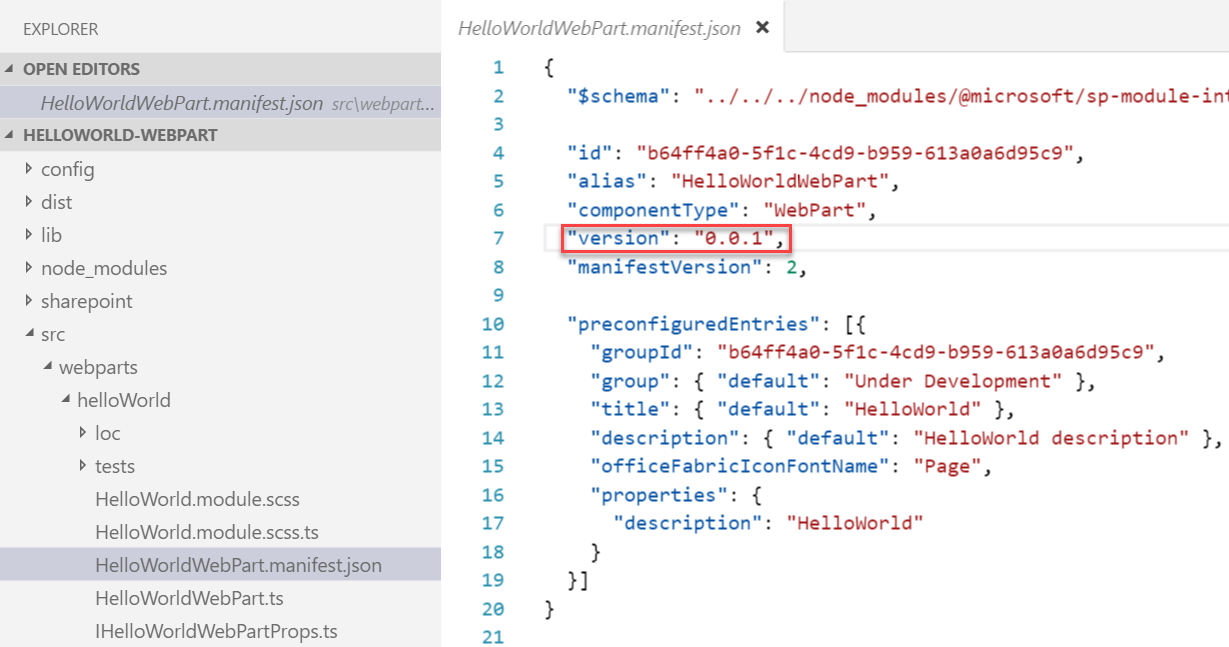 EXPLORER
OPEN EDITORS
HelloWorldWebPart.manifest.json src\webpart...
HELLOWORLD-WEBPART
config
dist
lib
node_modules
sharepoint
src
webparts
helloWorld
loc
tests
HelloWorld.module.scss
HelloWorld.module.scss.ts
HelloWorldWebPart.manifest.json
HelloWorldWebPart.ts
IHelloWorldWebPartProps.ts
HelloWorldWebPart.manifest.json ✕
1 {
2 "$schema": "../../../node_modules/@microsoft/sp-module-int
3
4 "id": "b64ff4a0-5f1c-4cd9-b959-613a0a6d95c9",
5 "alias": "HelloWorldWebPart",
6 "componentType": "WebPart",
7 "version": "0.0.1",
8 "manifestVersion": 2,
9
10 "preconfiguredEntries": [{
11 "groupId": "b64ff4a0-5f1c-4cd9-b959-613a0a6d95c9",
12 "group": { "default": "Under Development" },
13 "title": { "default": "HelloWorld" },
14 "description": { "default": "HelloWorld description" },
15 "officeFabricIconFontName": "Page",
16 "properties": {
17 "description": "HelloWorld"
18 }
19 }]
20 }
21